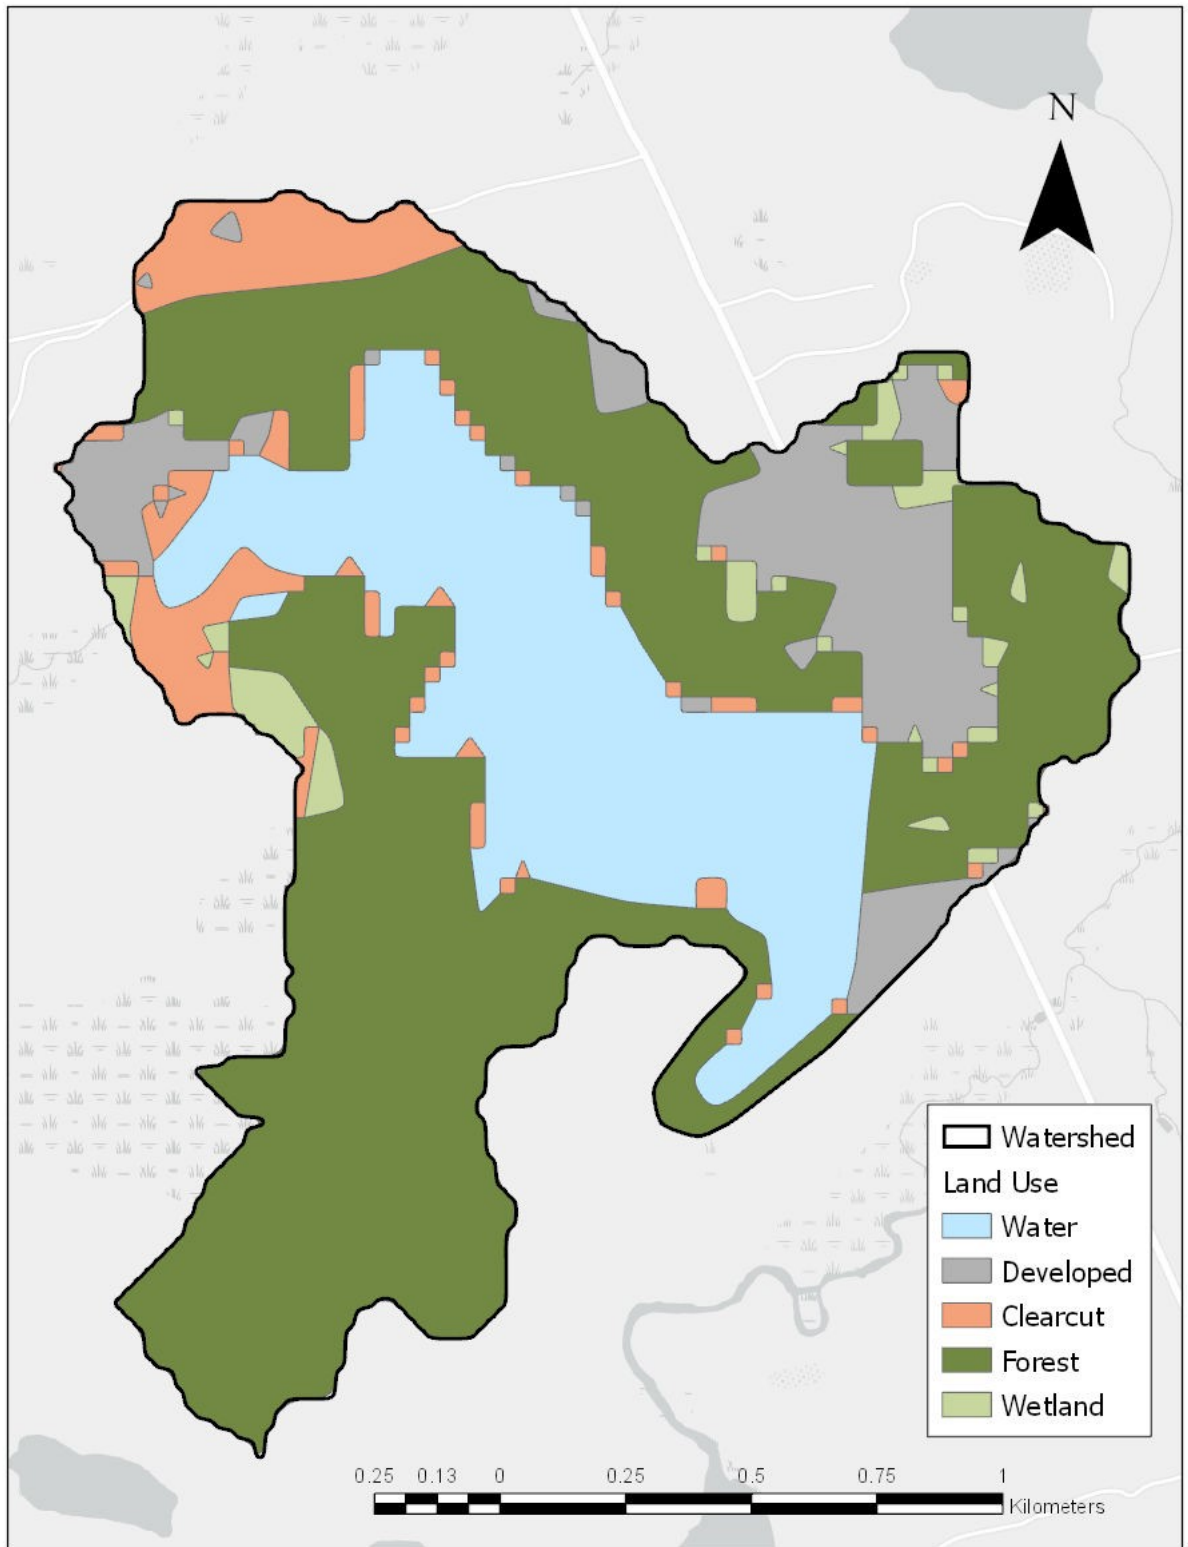 N
Watershed
Land Use
Water
Developed
Clearcut
Forest
Wetland
0.25 0.13 0 0.25 0.5 0.75 1
Kilometers